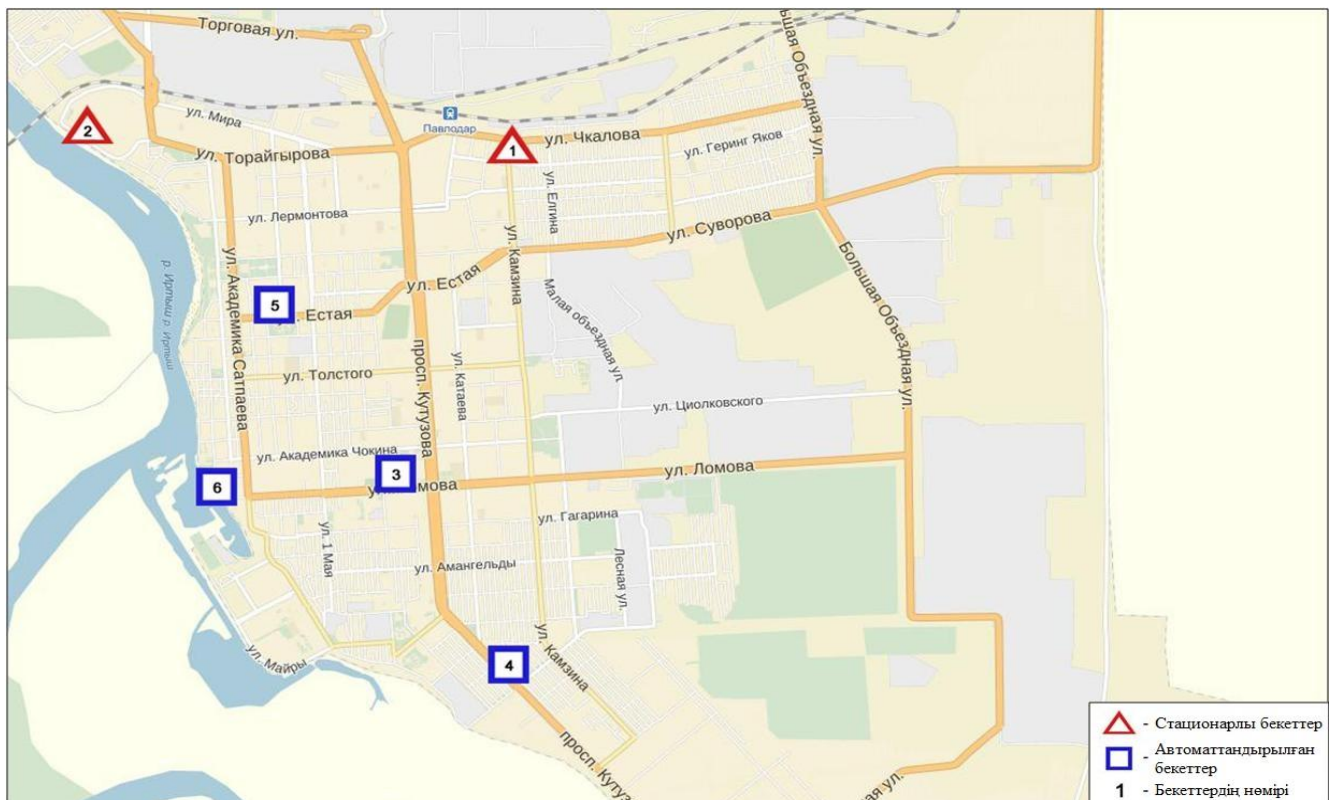 Торговая ул.
ьшая Объездная ул.
2
ул. Мира
Павлодар
1
ул. Чкалова
ул. Геринг Яков
ул. Торайгырова
ул. Елгина
ул. Лермонтова
ул. Суворова
ул. Камзина
р. Иртыш р. Иртыш
ул. Академика Сатпаева
ул. Естая
Большая Объездная ул.
Малая объездная ул.
5
л. Естая
просп. Кутузова
ул. Катаева
ул. Толстого
ул. Циолковского
ул. Академика Чокина
3
ул. Ломова
6
ул. мова
ул. Гагарина
ул. 1 Мая
ул. Амангельды
Лесная ул.
ул. Камзина
ул. Майры
4
просп. Кутуз
ая ул.
- Стационарлы бекеттер
- Автоматтандырылған
бекеттер
1 - Бекеттердің нөмірі